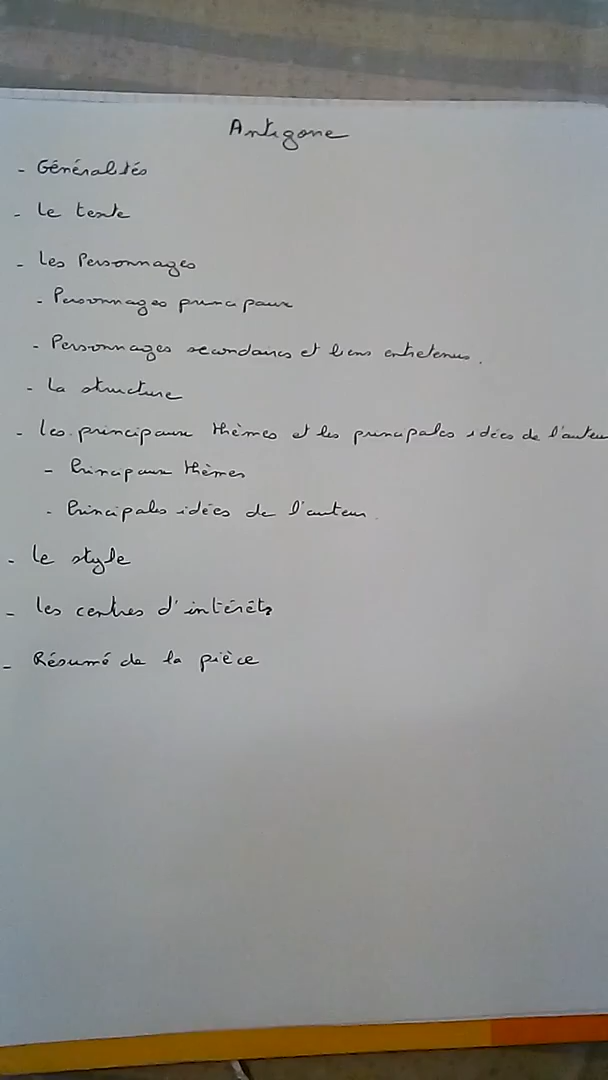 Antigone
- Généralités
- Le texte
- Les Personnages
- Personnages principaux
- Personnages secondaires et liens entretenus.
- La structure
- Les principaux thèmes et les principales idées de l'auteur
- Principaux thèmes
- Principales idées de l'auteur.
- Le style
- Les centres d'intérêts
- Résumé de la pièce